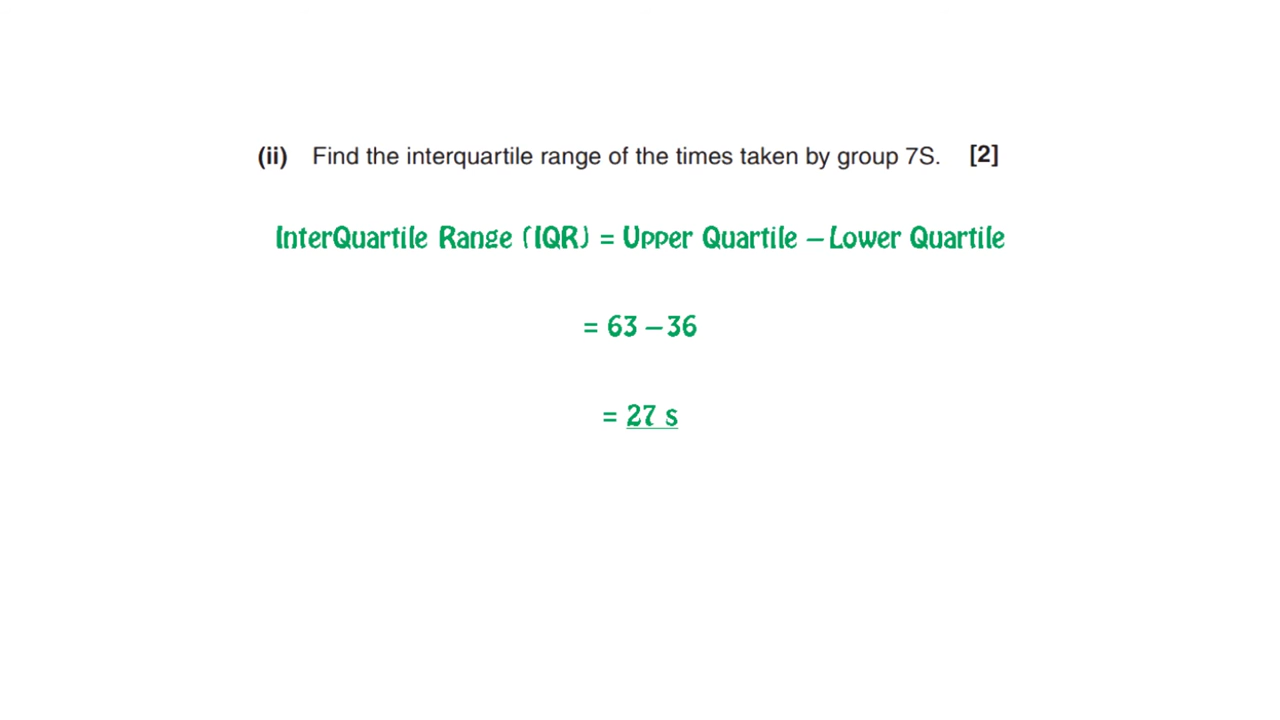 (ii) Find the interquartile range of the times taken by group 7S. [2]
InterQuartile Range (IQR) = Upper Quartile – Lower Quartile
= 63 – 36
= 27 s